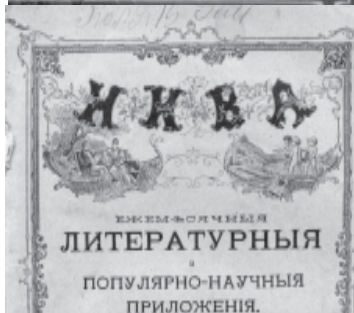 НИВА
ЕЖЕМѢСЯЧНЫЯ
ЛИТЕРАТУРНЫЯ
и
ПОПУЛЯРНО-НАУЧНЫЯ
ПРИЛОЖЕНІЯ.